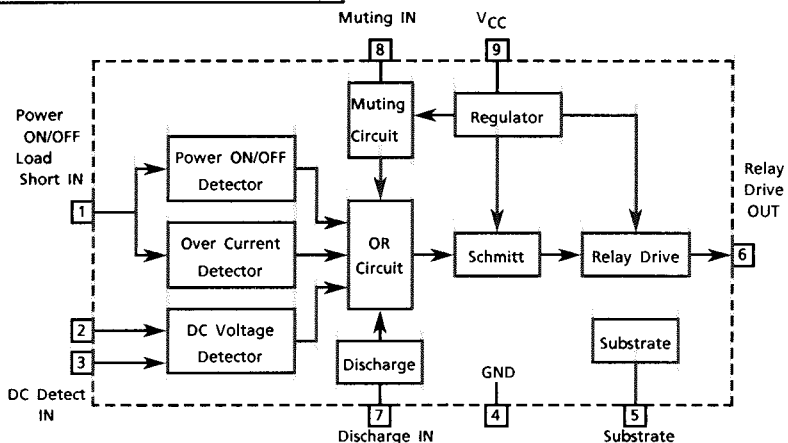 Muting IN
VCC
8
9
Power
ON/OFF
Load
Short IN
1
Muting
Circuit
Regulator
Power ON/OFF
Detector
Relay
Drive
OUT
Over Current
Detector
OR
Circuit
Schmitt
Relay Drive
6
2
3
DC Voltage
Detector
Discharge
Substrate
GND
DC Detect
IN
7
4
5
Discharge IN
Substrate